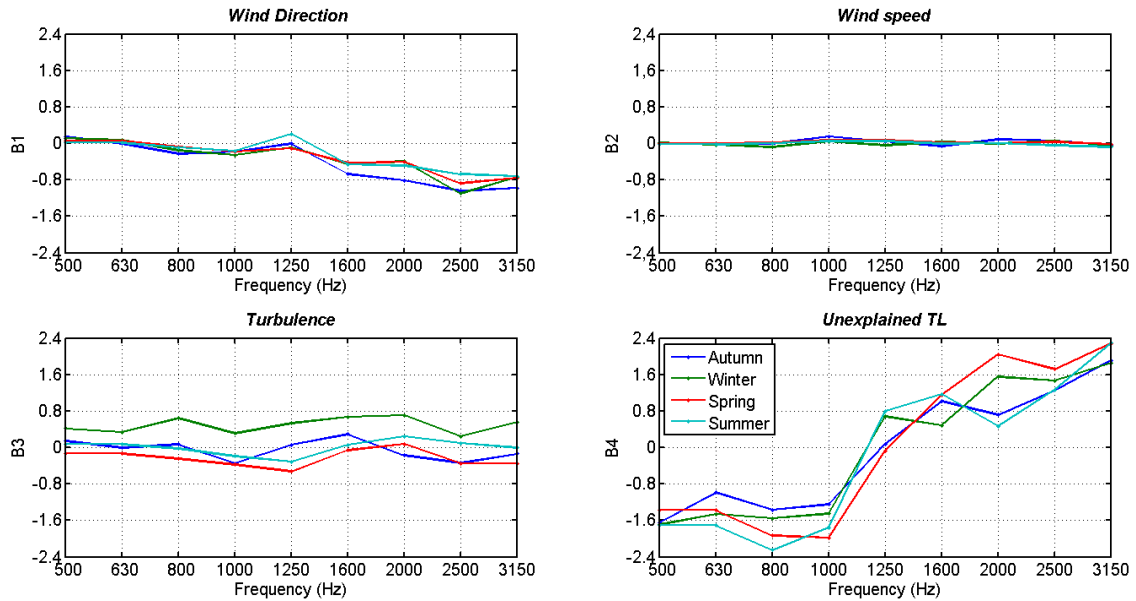 Wind Direction
2.4
1.6
0.8
0
-0.8
-1.6
-2.4
B1
500 630 800 1000 1250 1600 2000 2500 3150
Frequency (Hz)
Wind speed
2.4
1,6
0.8
0
-0.8
-1,6
-2.4
B2
500 630 800 1000 1250 1600 2000 2500 3150
Frequency (Hz)
Turbulence
2.4
1.6
0.8
0
-0.8
-1.6
-2.4
B3
500 630 800 1000 1250 1600 2000 2500 3150
Frequency (Hz)
Unexplained TL
2.4
1.6
0.8
0
-0.8
-1.6
-2.4
B4
Autumn
Winter
Spring
Summer
500 630 800 1000 1250 1600 2000 2500 3150
Frequency (Hz)